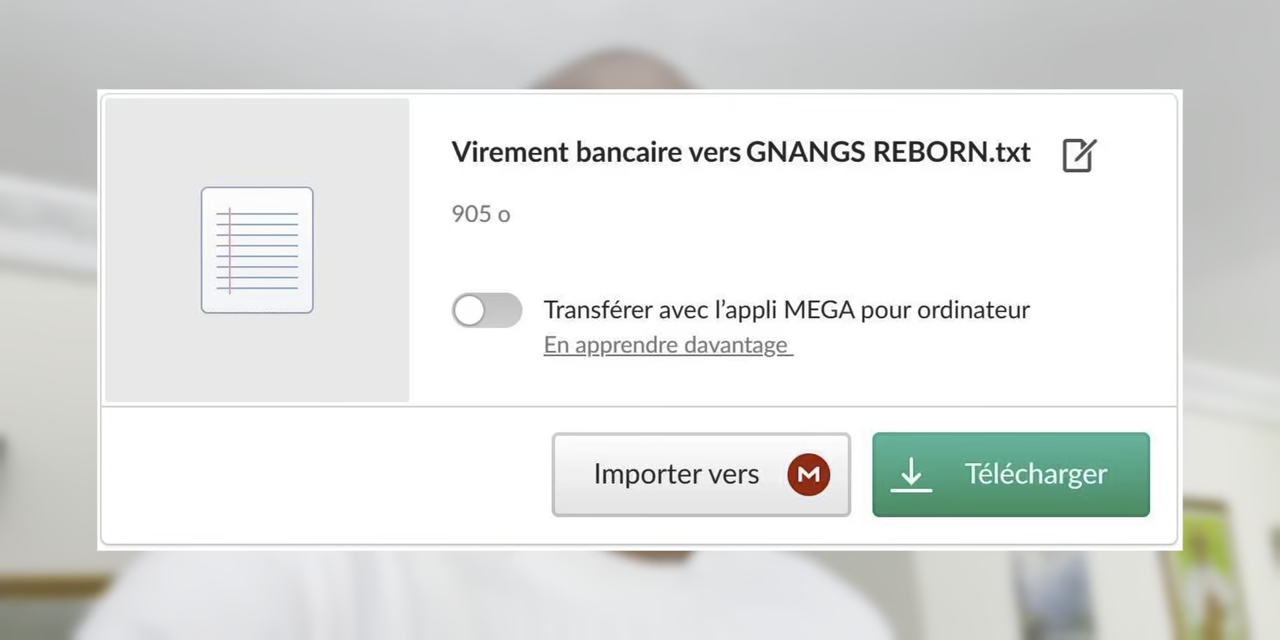 Virement bancaire vers GNANGS REBORN.txt
905 o
Transférer avec l’appli MEGA pour ordinateur
En apprendre davantage
Importer vers M
Télécharger